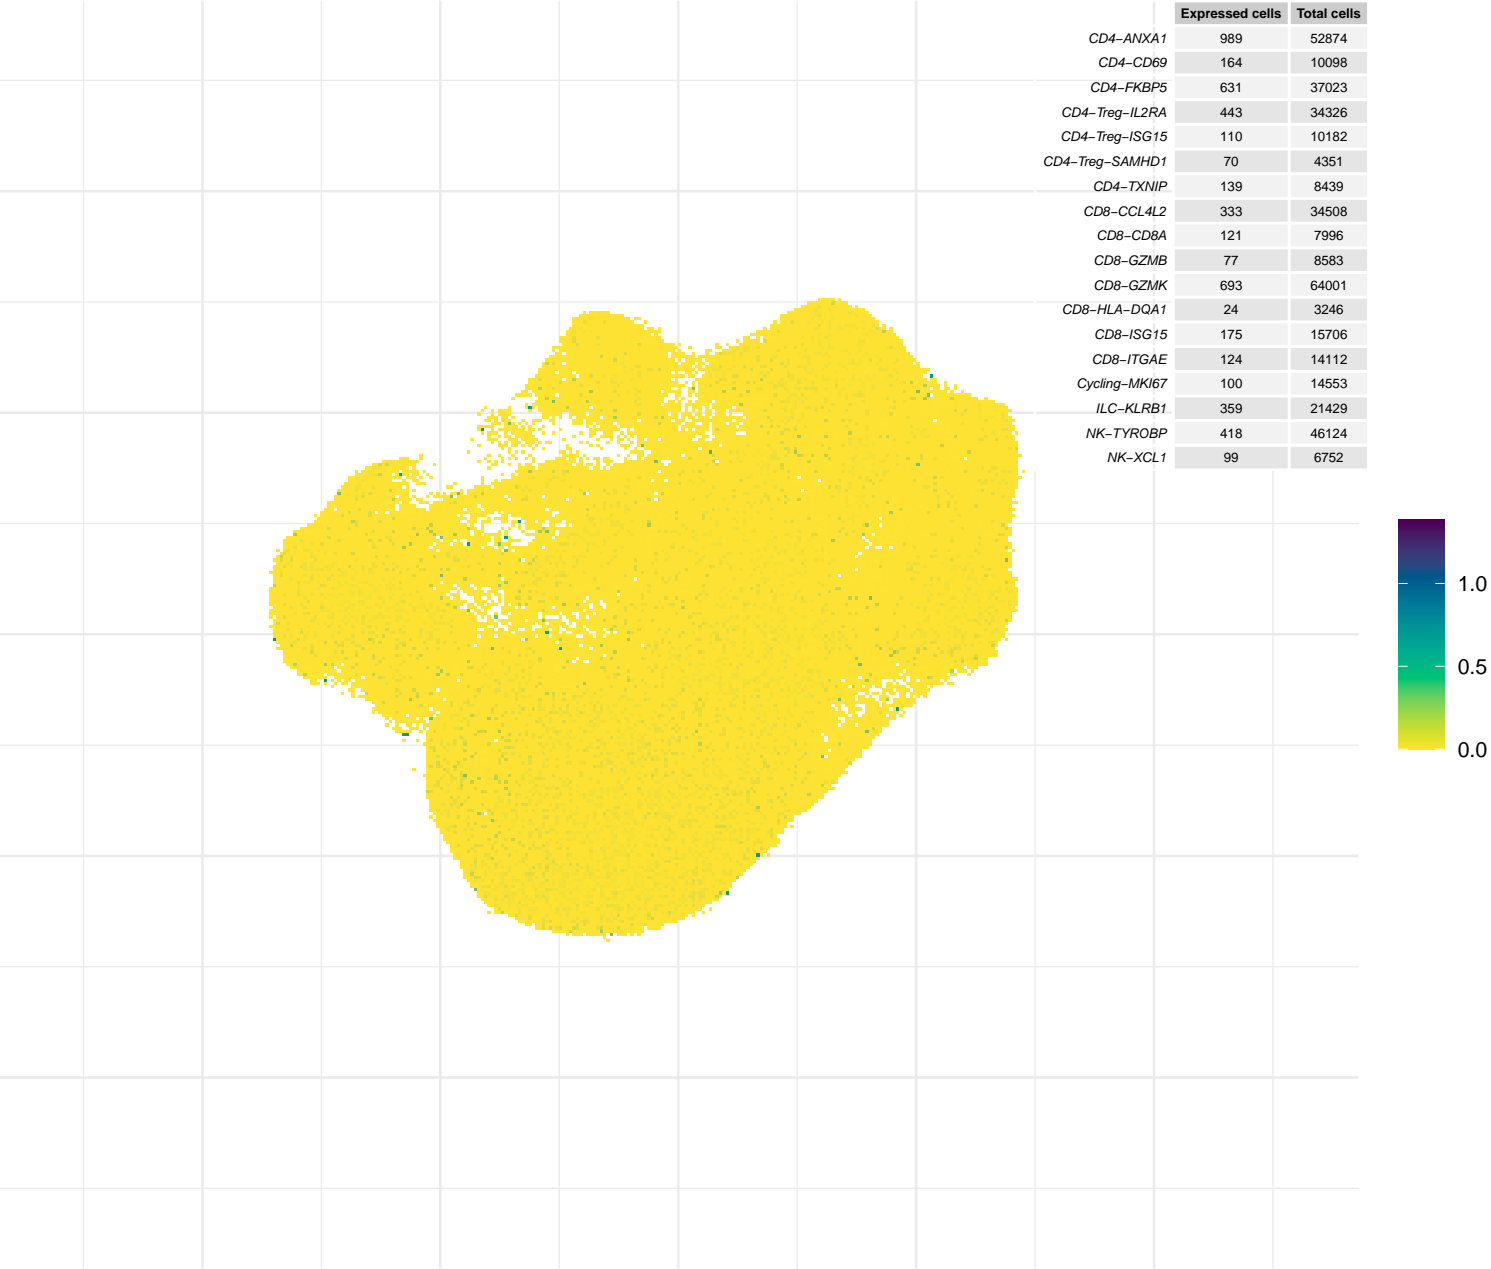 Expressed cells Total cells
CD4−ANXA1 989 52874
CD4−CD69 164 10098
CD4−FKBP5 631 37023
CD4−Treg−IL2RA 443 34326
CD4−Treg−ISG15 110 10182
CD4−Treg−SAMHD1 70 4351
CD4−TXNIP 139 8439
CD8−CCL4L2 333 34508
CD8−CD8A 121 7996
CD8−GZMB 77 8583
CD8−GZMK 693 64001
CD8−HLA−DQA1 24 3246
CD8−ISG15 175 15706
CD8−ITGAE 124 14112
Cycling−MKI67 100 14553
ILC−KLRB1 359 21429
NK−TYROBP 418 46124
NK−XCL1 99 6752
1.0
0.5
0.0